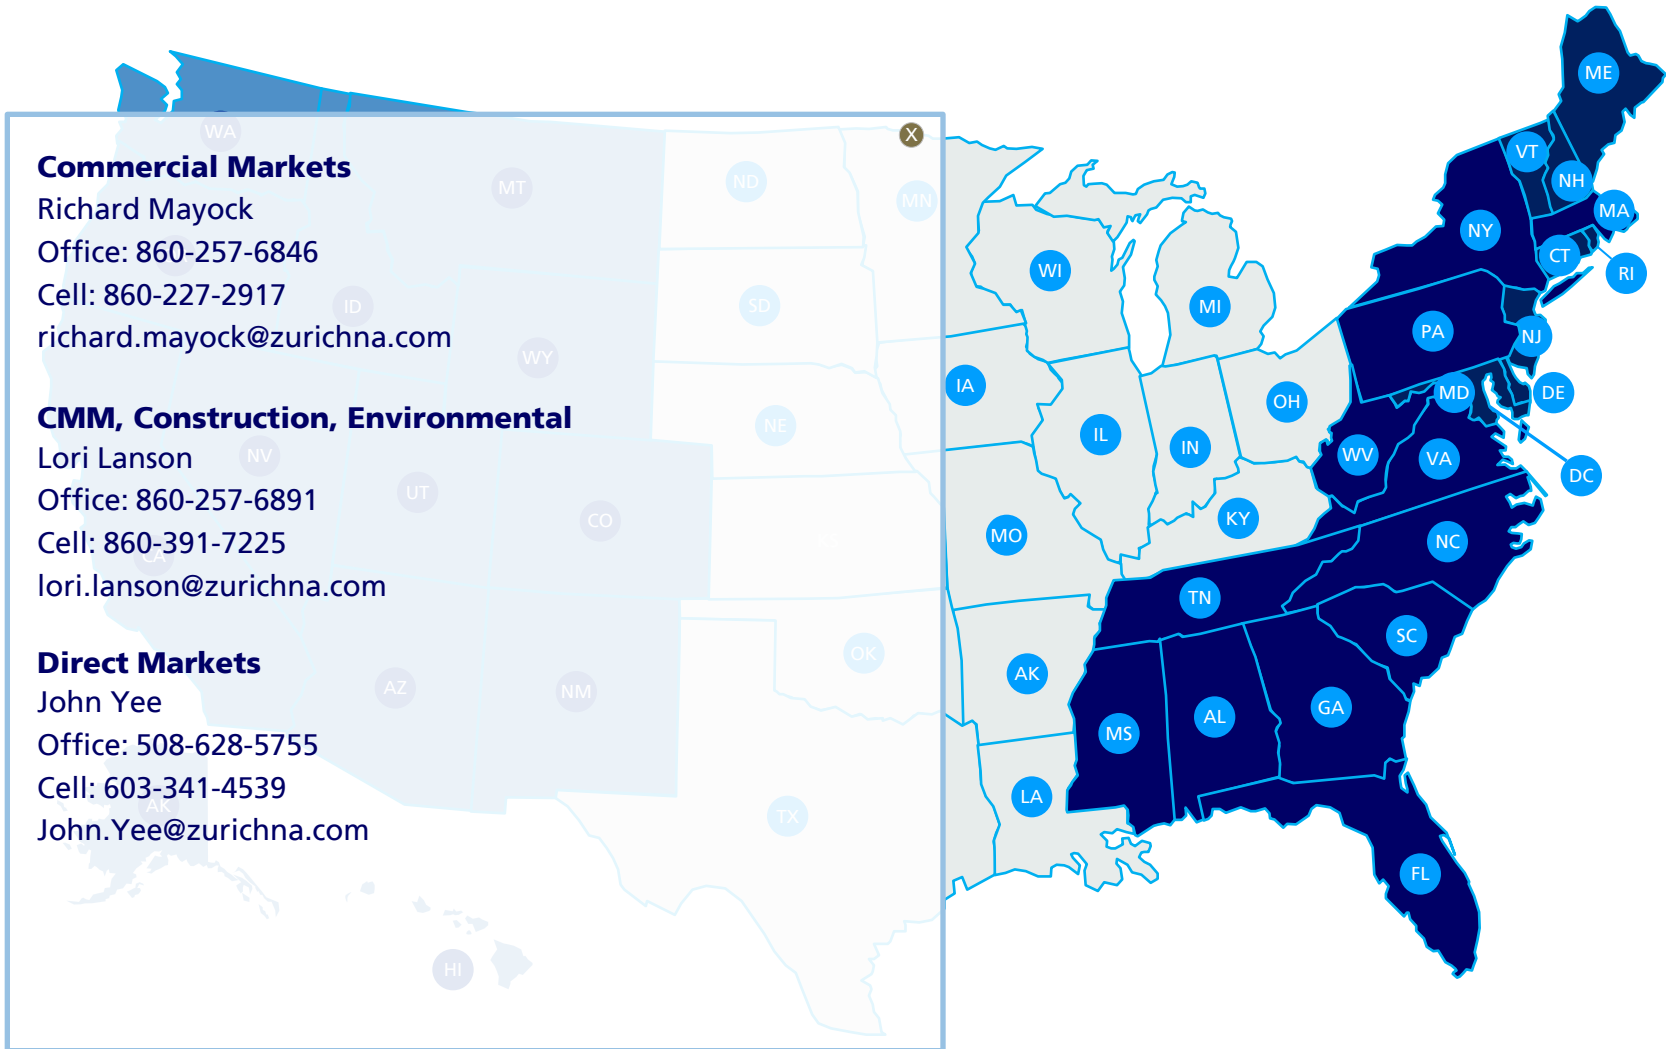 Commercial Markets
Richard Mayock
Office: 860-257-6846
Cell: 860-227-2917
richard.mayock@zurichna.com
CMM, Construction, Environmental
Lori Lanson
Office: 860-257-6891
Cell: 860-391-7225
lori.lanson@zurichna.com
Direct Markets
John Yee
Office: 508-628-5755
Cell: 603-341-4539
John.Yee@zurichna.com
X
WA
MT
ND
MN
ID
SD
WY
NE
NV
UT
CO
CA
AZ
NM
OK
AK
TX
HI
ME
VT
NH
MA
NY
CT
RI
WI
MI
PA
NJ
IA
OH
MD
DE
IL
IN
WV
VA
DC
MO
KY
NC
TN
SC
AK
GA
AL
MS
LA
FL